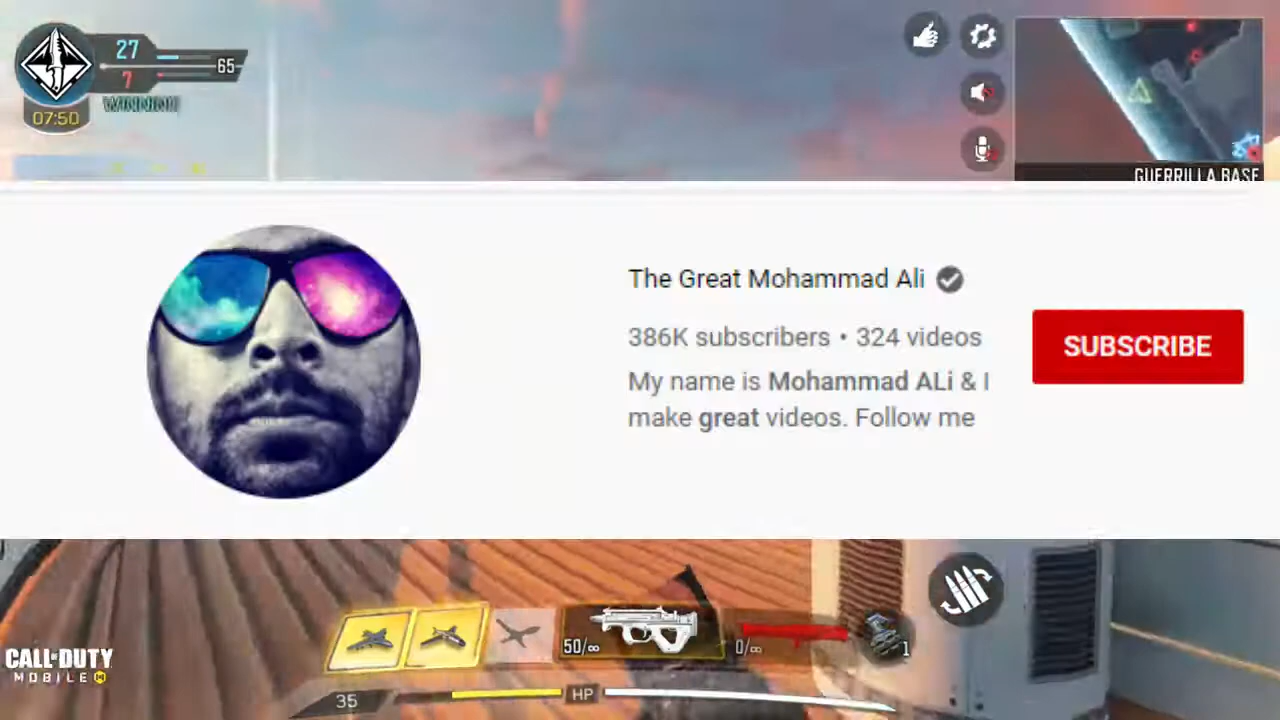 27
7
65
WINNING
07:50
GUERRILLA BASE
The Great Mohammad Ali
386K subscribers • 324 videos
SUBSCRIBE
My name is Mohammad ALi & I
make great videos. Follow me
50/∞
0/∞
1
CALL OF DUTY
MOBILE
35
HP